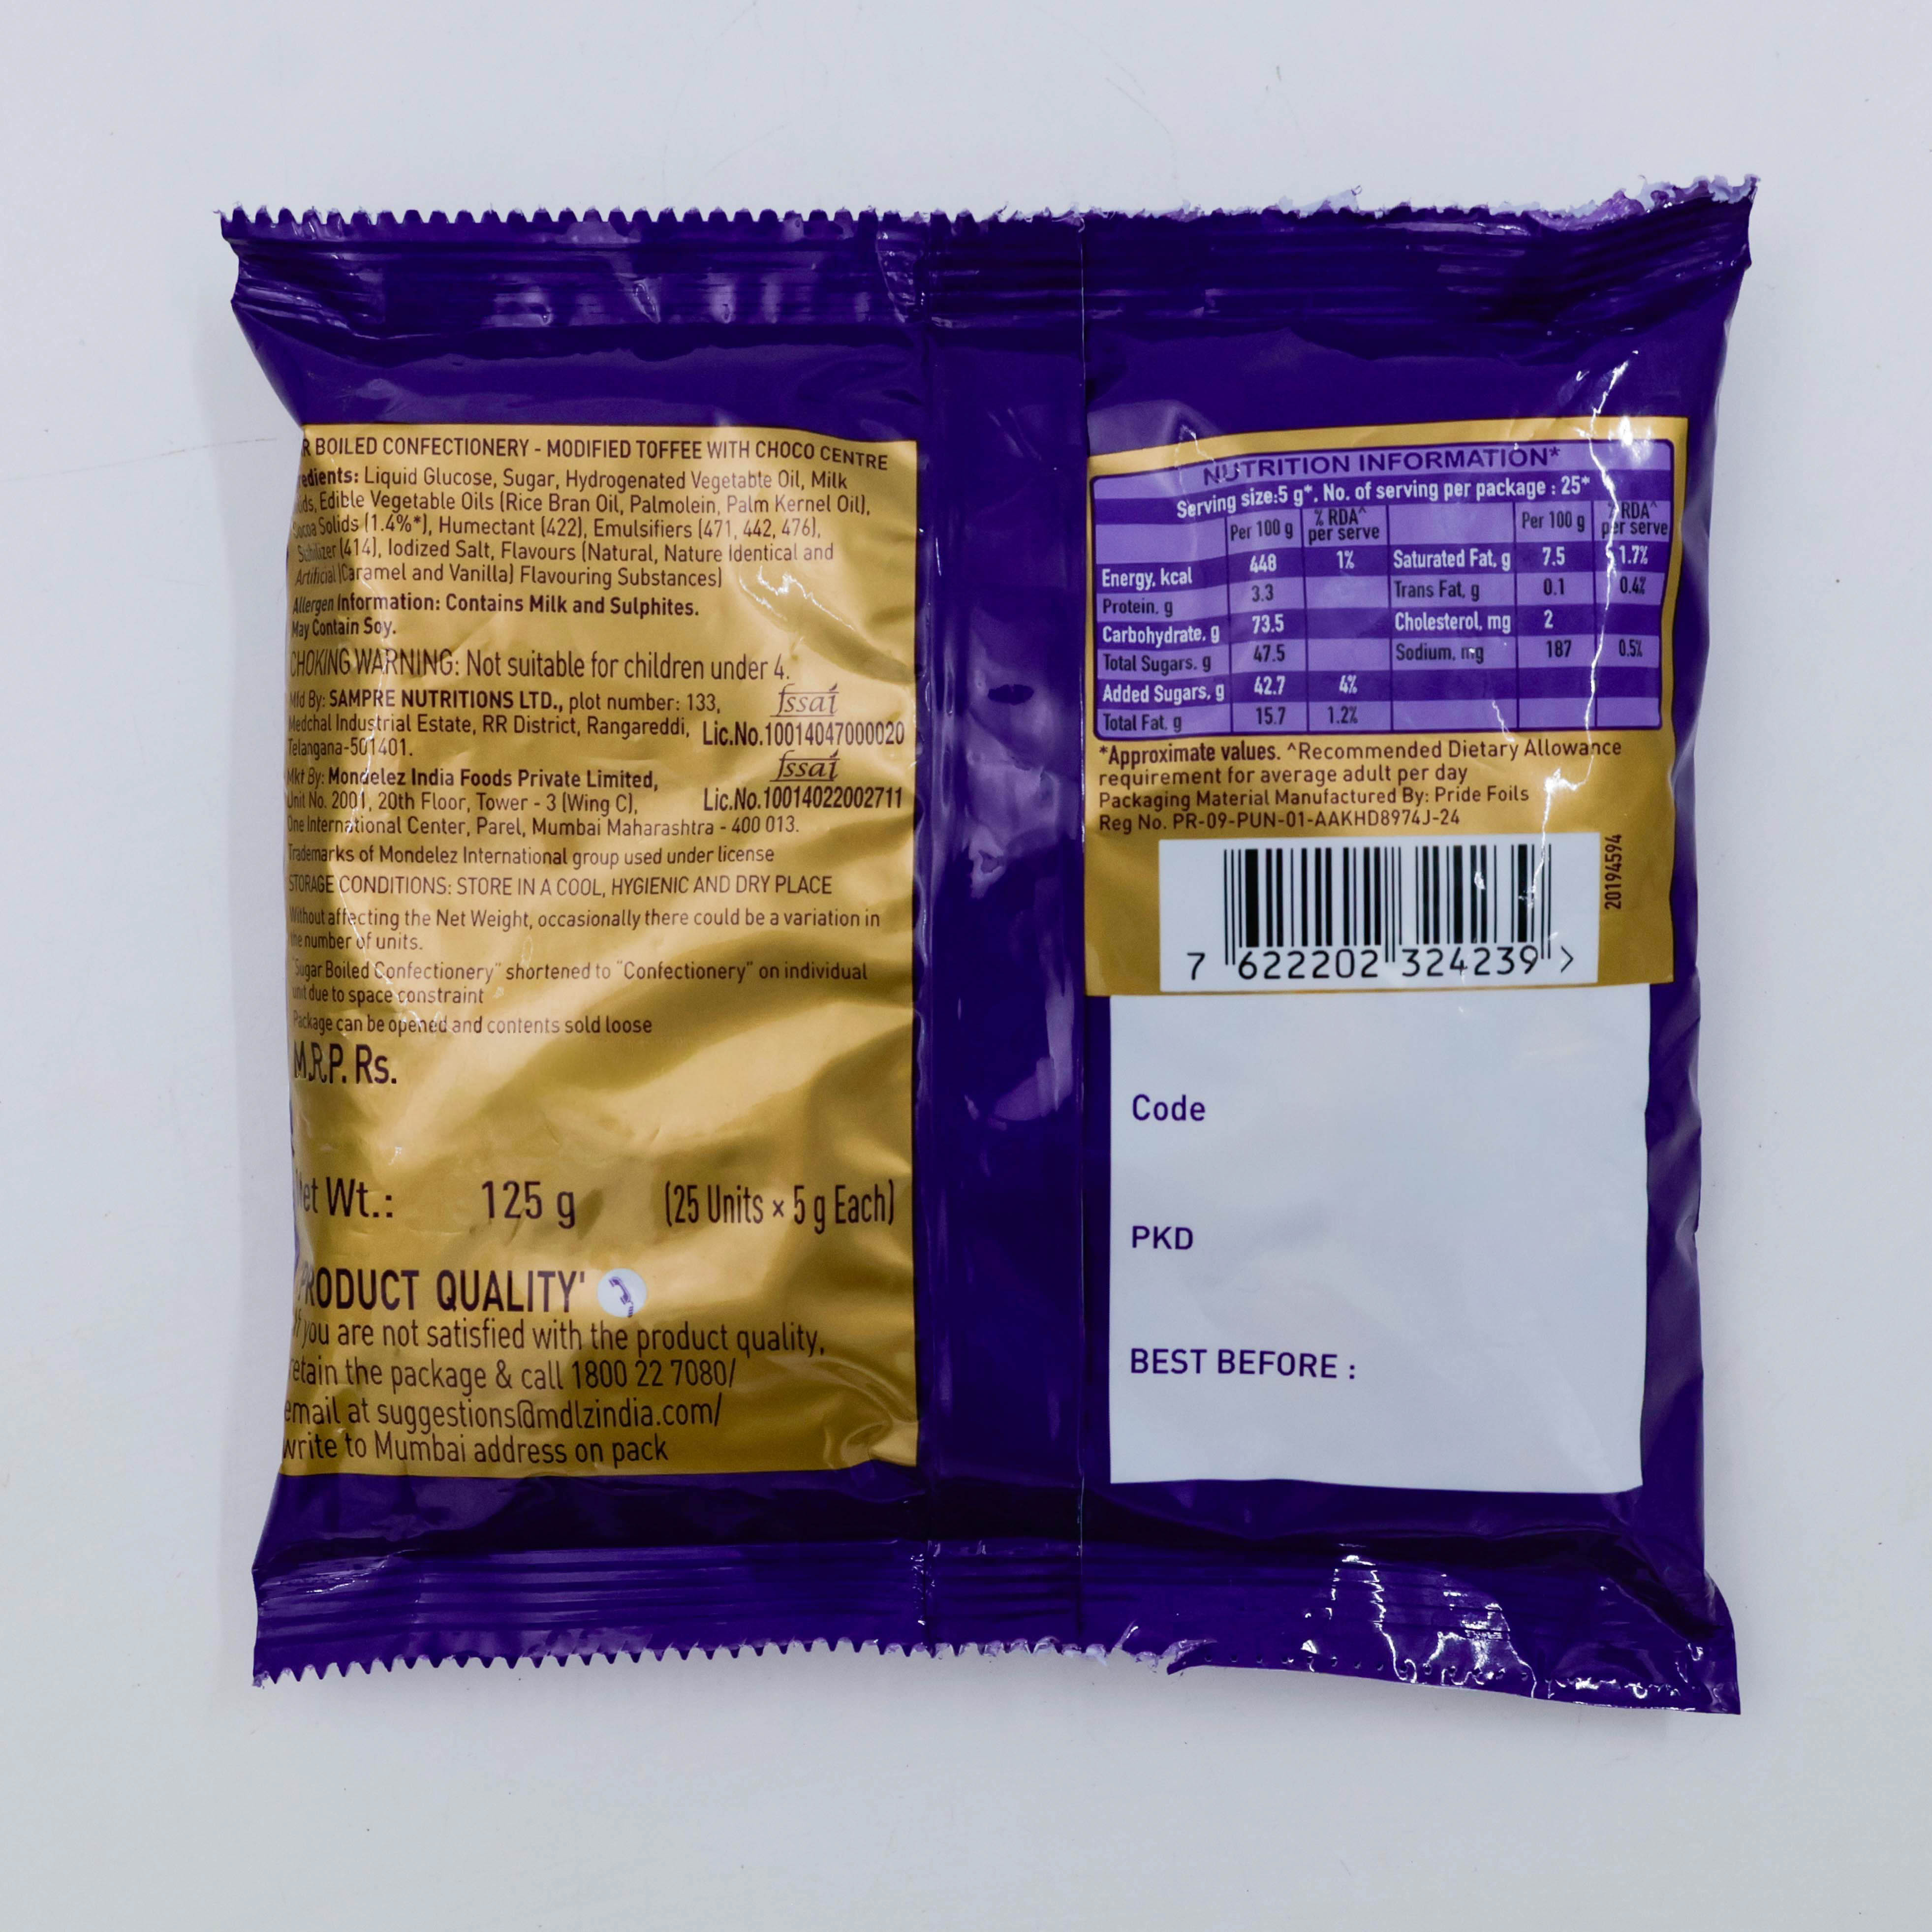 BOILED CONFECTIONERY - MODIFIED TOFFEE WITH CHOCO CENTRE
Liquid Glucose, Sugar, Hydrogenated Vegetable Oil, Milk
Edible Vegetable Oils (Rice Bran Oil, Palmolein, Palm Kernel Oil),
Cocoa Solids (1.4%*), Humectant (422), Emulsifiers (471, 442, 476),
Stabilizer (414), Iodized Salt, Flavours (Natural, Nature Identical and
Artificial (Caramel and Vanilla) Flavouring Substances)
Allergen Information: Contains Milk and Sulphites.
May Contain Soy.
CHOKING WARNING: Not suitable for children under 4.
Mfd By: SAMPRE NUTRITIONS LTD., plot number: 133,
Medchal Industrial Estate, RR District, Rangareddi,
Telangana-501401.
fssai
Lic.No.10014047000020
Mkt By: Mondelez India Foods Private Limited,
Unit No. 2001, 20th Floor, Tower - 3 (Wing C),
One International Center, Parel, Mumbai Maharashtra - 400 013.
fssai
Lic.No.10014022002711
Trademarks of Mondelez International group used under license
STORAGE CONDITIONS: STORE IN A COOL, HYGIENIC AND DRY PLACE
Without affecting the Net Weight, occasionally there could be a variation in
the number of units.
"Sugar Boiled Confectionery" shortened to "Confectionery" on individual
unit due to space constraint
Package can be opened and contents sold loose
M.R.P. Rs.
Net Wt.: 125 g (25 Units × 5 g Each)
PRODUCT QUALITY'
If you are not satisfied with the product quality,
retain the package & call 1800 22 7080/
email at suggestions@mdlzindia.com/
write to Mumbai address on pack
NUTRITION INFORMATION*
Serving size:5 g*, No. of serving per package : 25*
Per 100 g % RDA^ per serve Per 100 g % RDA^ per serve
Energy, kcal 448 1% Saturated Fat, g 7.5 1.7%
Protein, g 3.3 Trans Fat, g 0.1 0.4%
Carbohydrate, g 73.5 Cholesterol, mg 2
Total Sugars, g 47.5 Sodium, mg 187 0.5%
Added Sugars, g 42.7 4%
Total Fat, g 15.7 1.2%
*Approximate values. ^Recommended Dietary Allowance
requirement for average adult per day
Packaging Material Manufactured By: Pride Foils
Reg No. PR-09-PUN-01-AAKHD8974J-24
20194594
7 622202 324239 >
Code
PKD
BEST BEFORE :